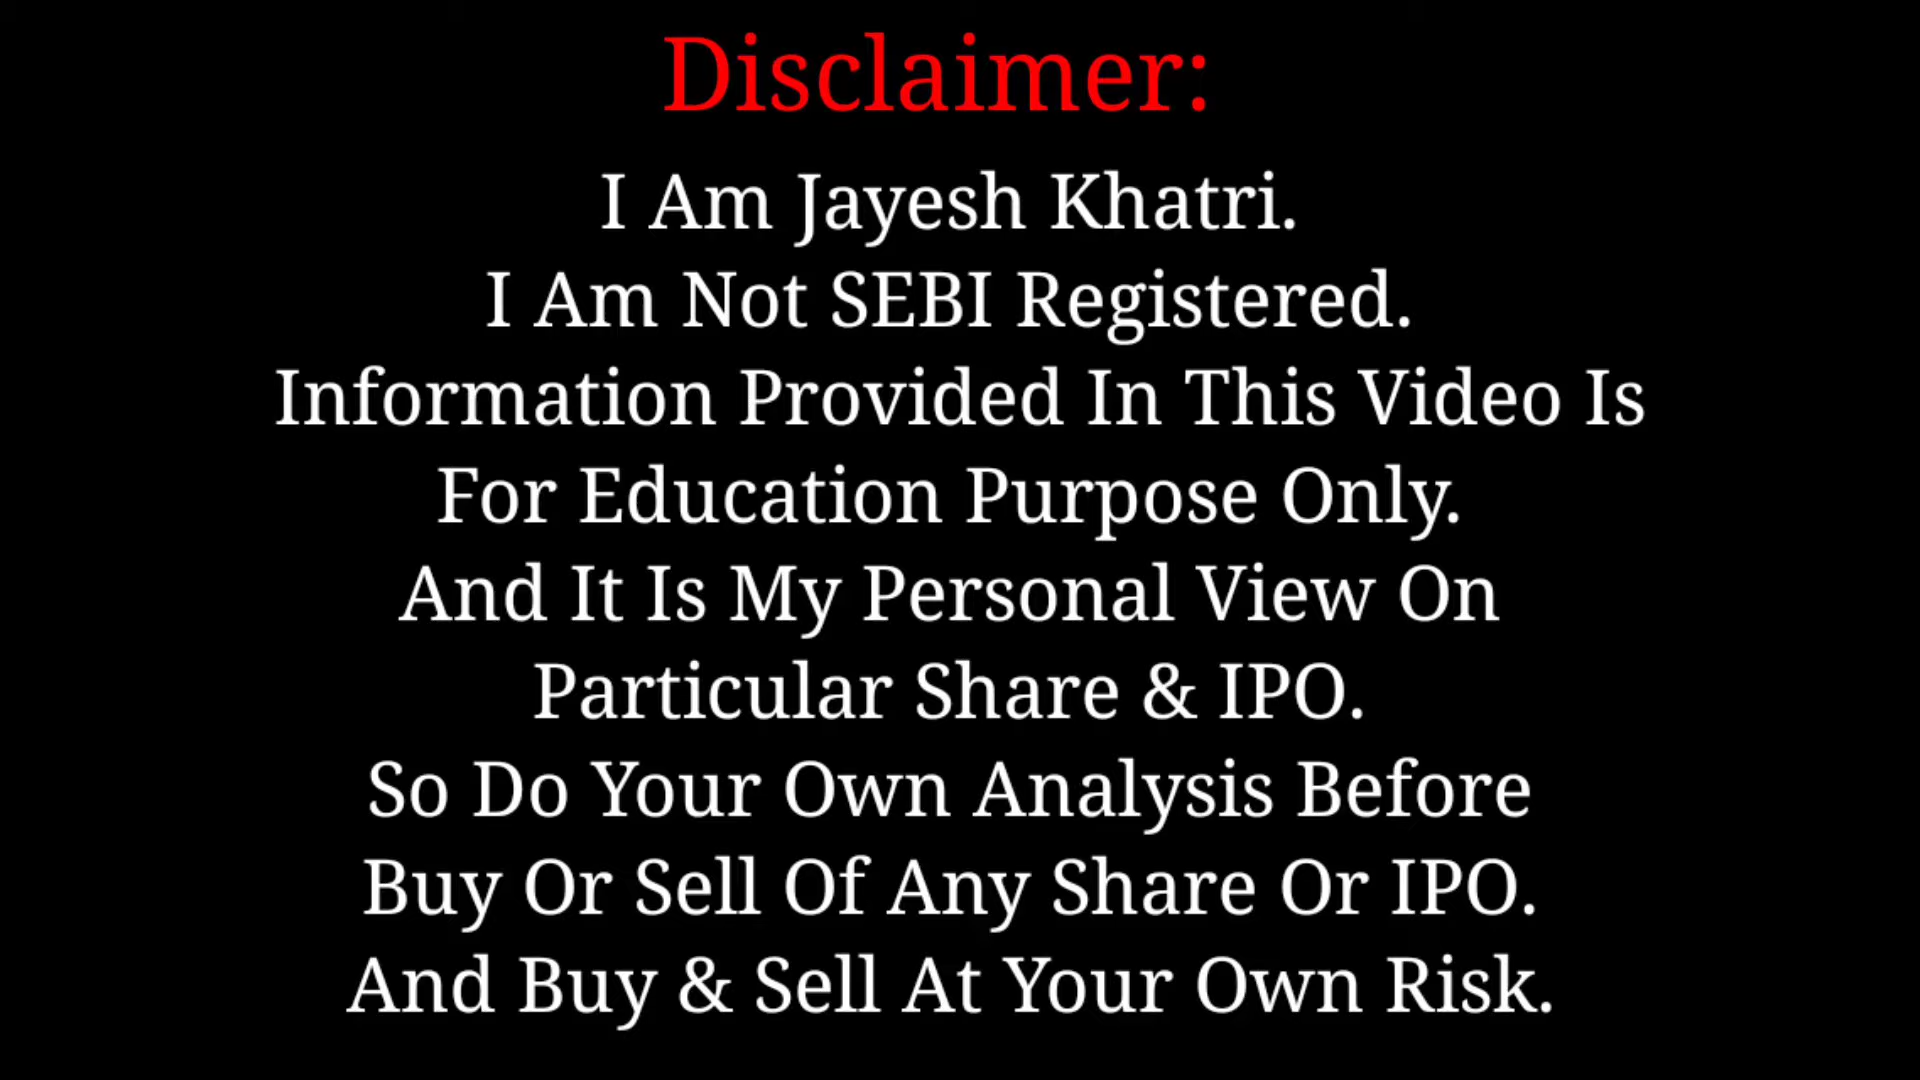 Disclaimer:
I Am Jayesh Khatri.
I Am Not SEBI Registered.
Information Provided In This Video Is
For Education Purpose Only.
And It Is My Personal View On
Particular Share & IPO.
So Do Your Own Analysis Before
Buy Or Sell Of Any Share Or IPO.
And Buy & Sell At Your Own Risk.